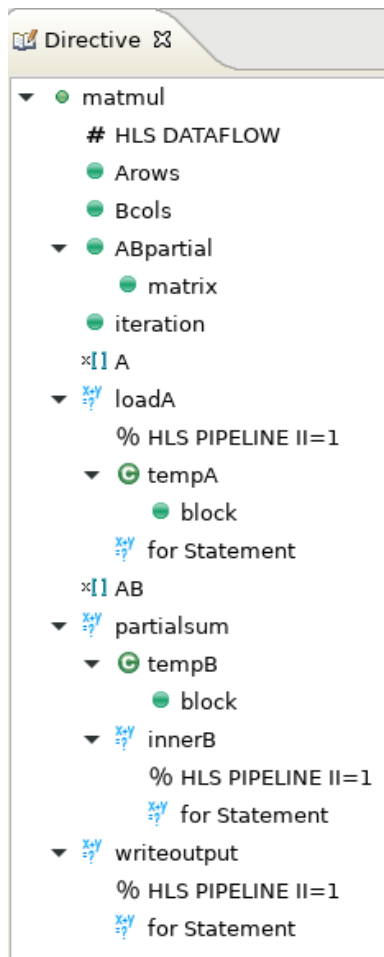 Directive
matmul
# HLS DATAFLOW
Arows
Bcols
ABpartial
matrix
iteration
x[] A
loadA
% HLS PIPELINE II=1
tempA
block
for Statement
x[] AB
partialsum
tempB
block
innerB
% HLS PIPELINE II=1
for Statement
writeoutput
% HLS PIPELINE II=1
for Statement